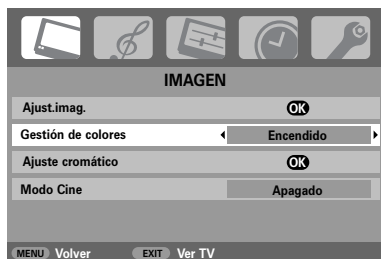 IMAGEN
Ajust.imag. OK
Gestión de colores Encendido
Ajuste cromático OK
Modo Cine Apagado
MENU Volver EXIT Ver TV